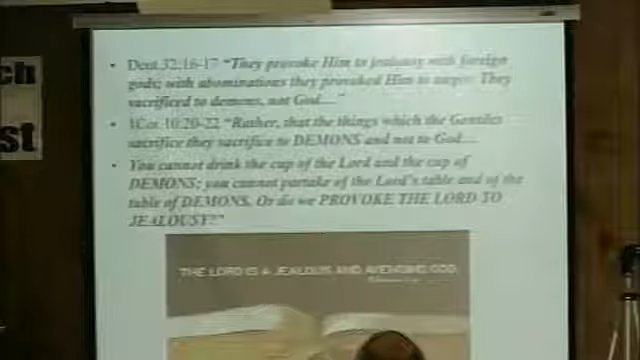 ch
st
• Deut.32:16-17 "They provoke Him to jealousy with foreign
gods; with abominations they provoked Him to anger. They
sacrificed to demons, not God...."
• 1Cor.10:20-22 "Rather, that the things which the Gentiles
sacrifice they sacrifice to DEMONS and not to God....
• You cannot drink the cup of the Lord and the cup of
DEMONS; you cannot partake of the Lord's table and of the
table of DEMONS. Or do we PROVOKE THE LORD TO
JEALOUSY?"
THE LORD IS A JEALOUS AND AVENGING GOD